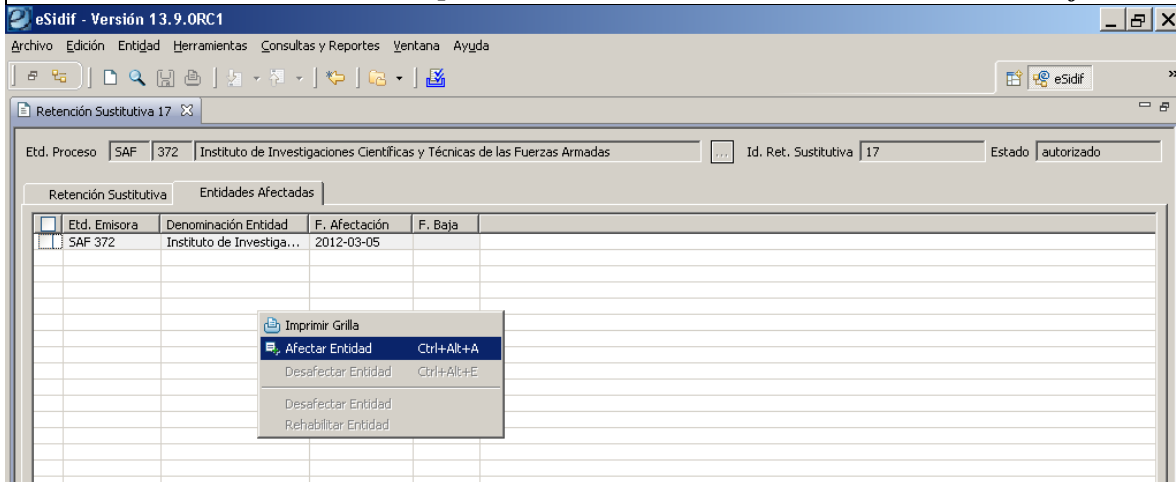 eSidif - Versión 13.9.0RC1
Archivo Edición Entidad Herramientas Consultas y Reportes Ventana Ayuda
eSidif
Retención Sustitutiva 17
Etd. Proceso SAF 372 Instituto de Investigaciones Científicas y Técnicas de las Fuerzas Armadas ... Id. Ret. Sustitutiva 17 Estado autorizado
Retención Sustitutiva Entidades Afectadas
Etd. Emisora Denominación Entidad F. Afectación F. Baja
SAF 372 Instituto de Investiga... 2012-03-05
Imprimir Grilla
Afectar Entidad Ctrl+Alt+A
Desafectar Entidad Ctrl+Alt+E
Desafectar Entidad
Rehabilitar Entidad